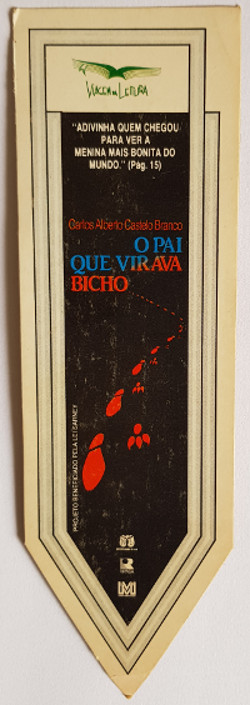 VIAGEM DA LEITURA
"ADIVINHA QUEM CHEGOU
PARA VER A
MENINA MAIS BONITA DO
MUNDO." (Pág. 15)
Carlos Alberto Castelo Branco
O PAI
QUE VIRAVA
BICHO
PROJETO BENEFICIADO PELA LEI SARNEY